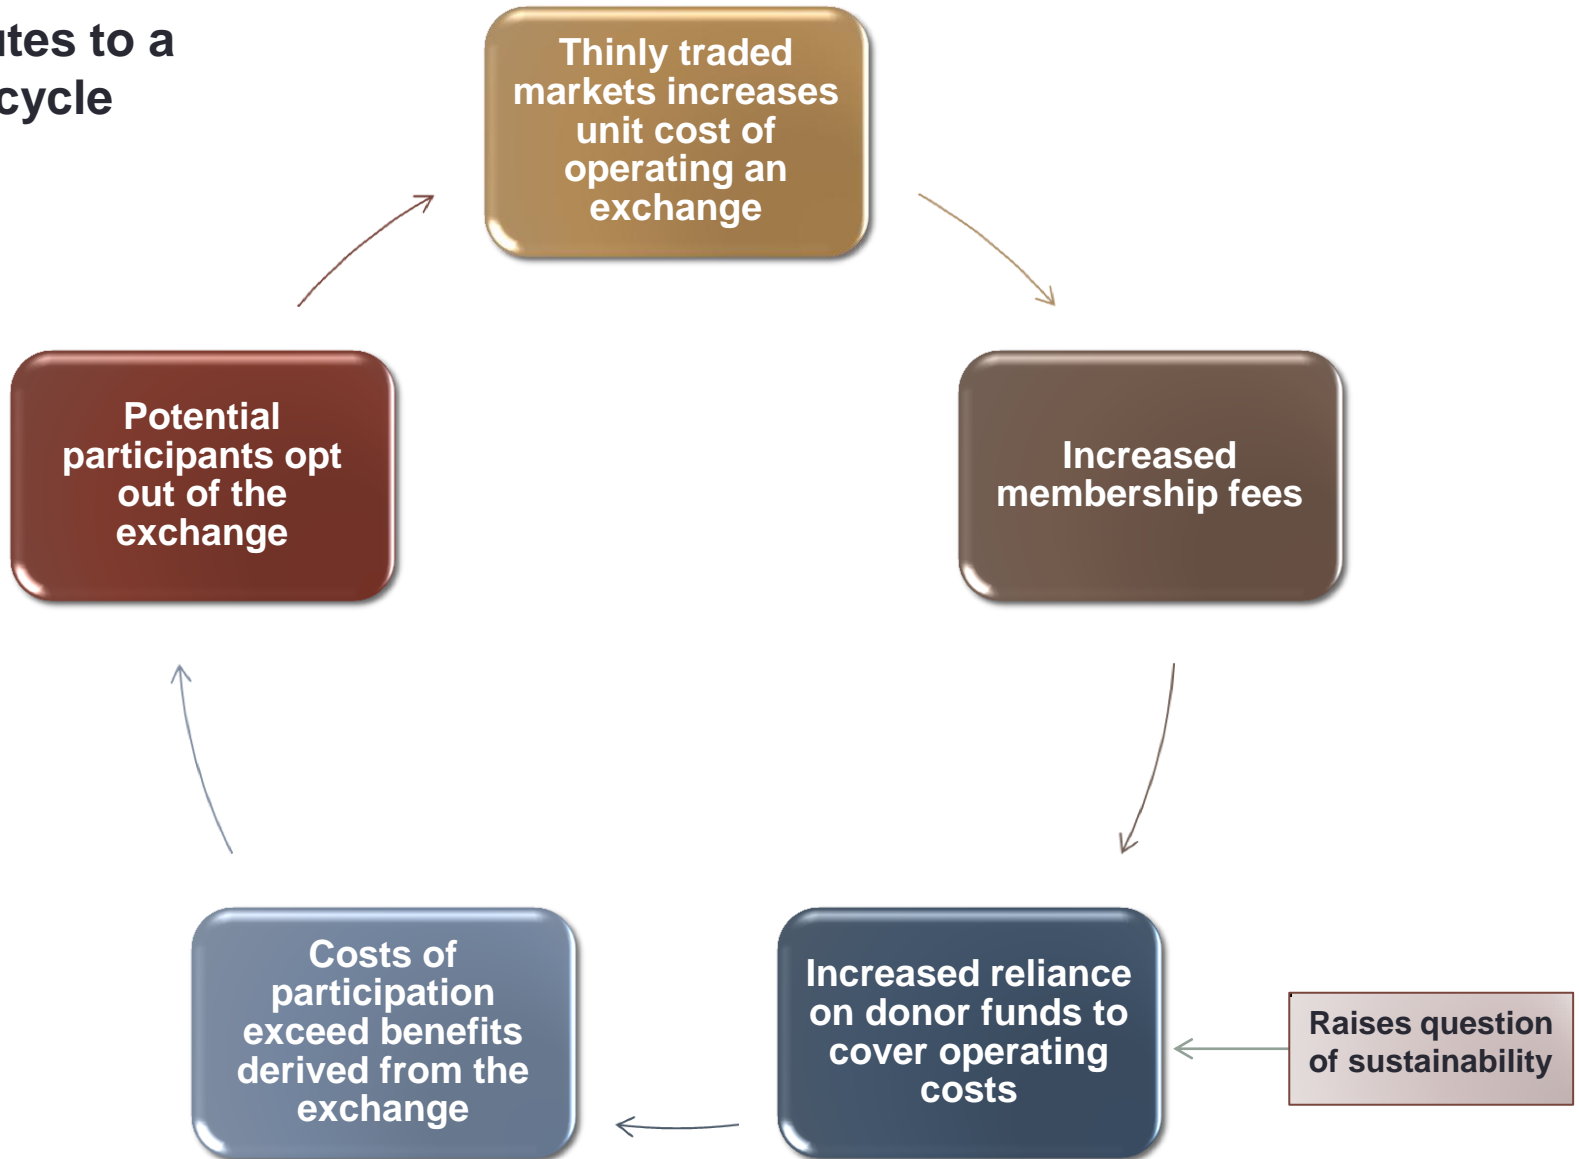 to a
cycle
Thinly traded
markets increases
unit cost of
operating an
exchange
Increased
membership fees
Increased reliance
on donor funds to
cover operating
costs
Raises question
of sustainability
Costs of
participation
exceed benefits
derived from the
exchange
Potential
participants opt
out of the
exchange